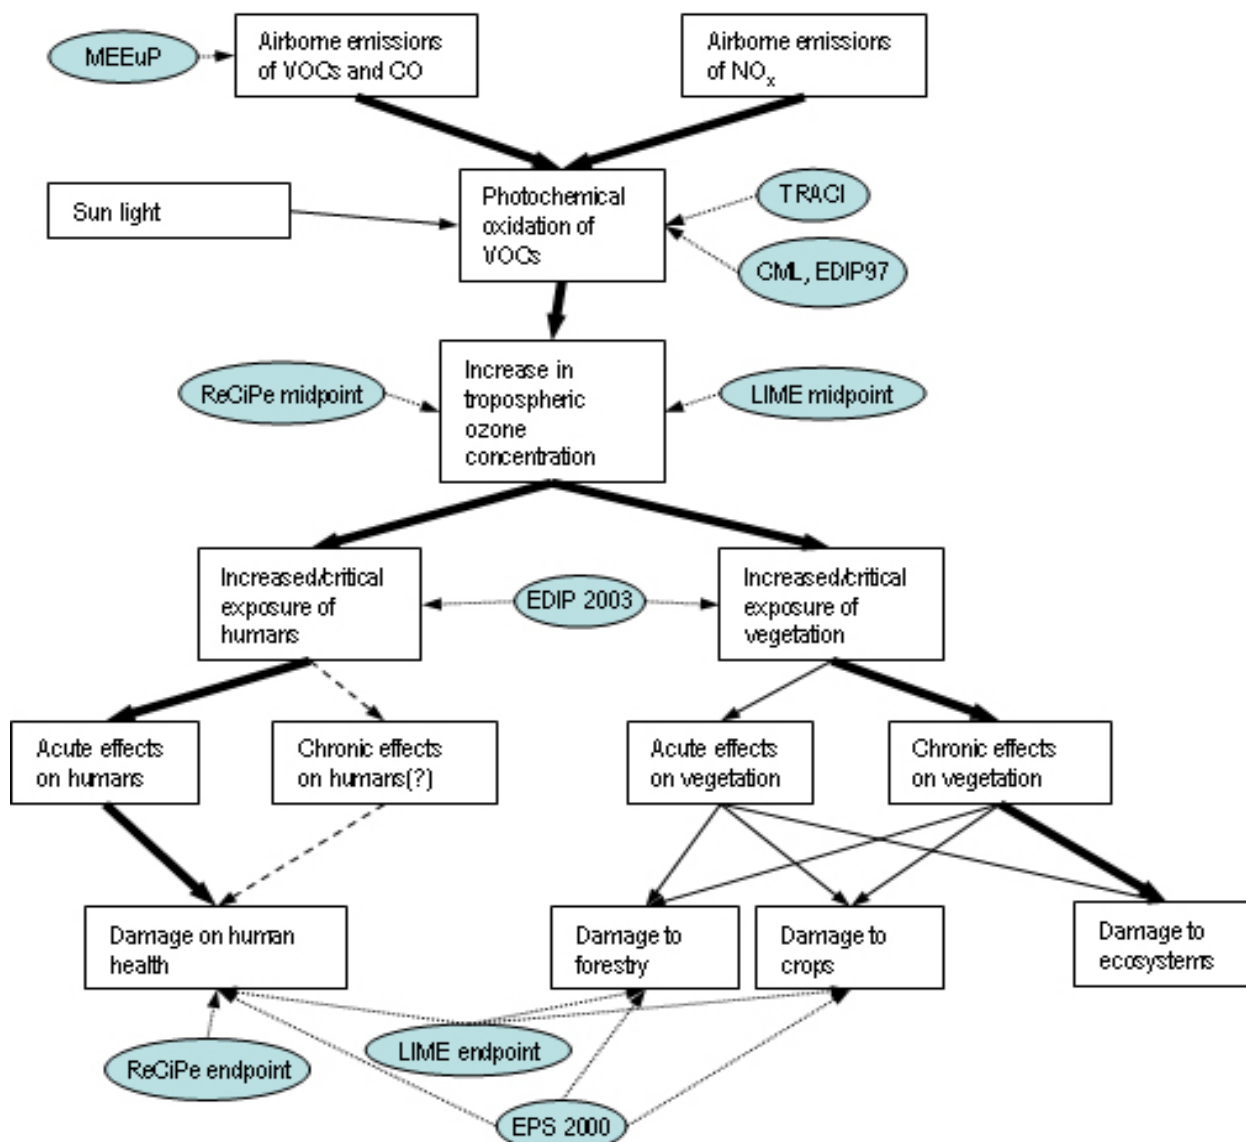 MEEuP
Airborne emissions
of VOCs and CO
Airborne emissions
of NOx
Sun light
Photochemical
oxidation of
VOCs
TRACI
CML, EDIP97
ReCiPe midpoint
Increase in
tropospheric
ozone
concentration
LIME midpoint
Increased/critical
exposure of
humans
EDIP 2003
Increased/critical
exposure of
vegetation
Acute effects
on humans
Chronic effects
on humans(?)
Acute effects
on vegetation
Chronic effects
on vegetation
Damage on human
health
Damage to
forestry
Damage to
crops
Damage to
ecosystems
ReCiPe endpoint
LIME endpoint
EPS 2000